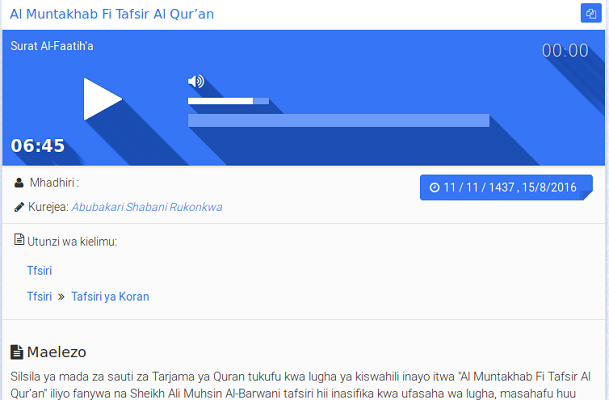 Al Muntakhab Fi Tafsir Al Qur’an
Surat Al-Faatih'a
00:00
06:45
Mhadhiri :
11 / 11 / 1437 , 15/8/2016
Kurejea: Abubakari Shabani Rukonkwa
Utunzi wa kielimu:
Tfsiri
Tfsiri » Tafsiri ya Koran
Maelezo
Silsila ya mada za sauti za Tarjama ya Quran tukufu kwa lugha ya kiswahili inayo itwa "Al Muntakhab Fi Tafsir Al
Qur’an" iliyo fanywa na Sheikh Ali Muhsin Al-Barwani tafsiri hii inasifika kwa ufasaha wa lugha, masahafu huu